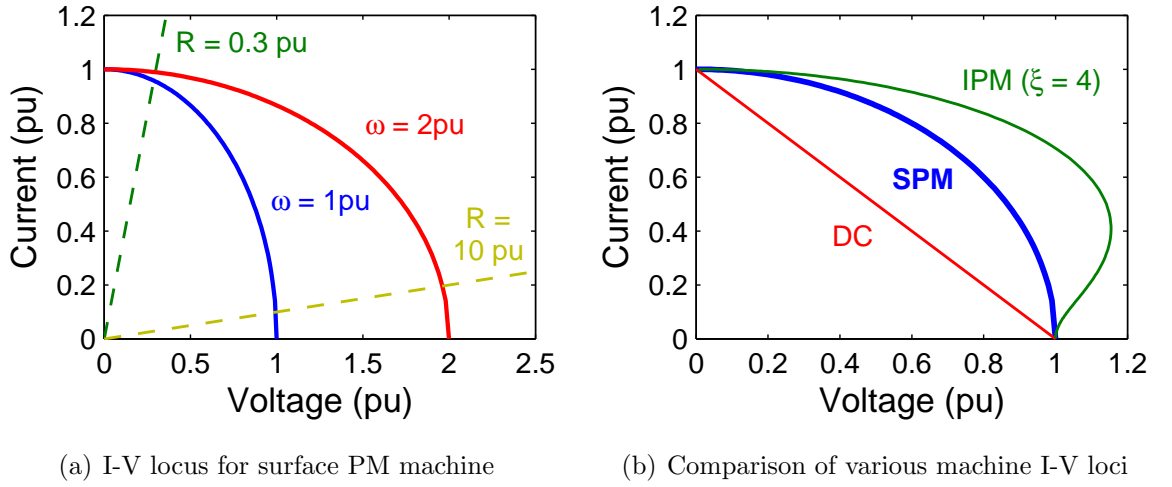 1.2
1
0.8
0.6
0.4
0.2
0
0 0.5 1 1.5 2 2.5
Current (pu)
Voltage (pu)
R = 0.3 pu
ω = 2pu
ω = 1pu
R =
10 pu
(a) I-V locus for surface PM machine
1.2
1
0.8
0.6
0.4
0.2
0
0 0.2 0.4 0.6 0.8 1 1.2
Current (pu)
Voltage (pu)
IPM (ξ = 4)
SPM
DC
(b) Comparison of various machine I-V loci